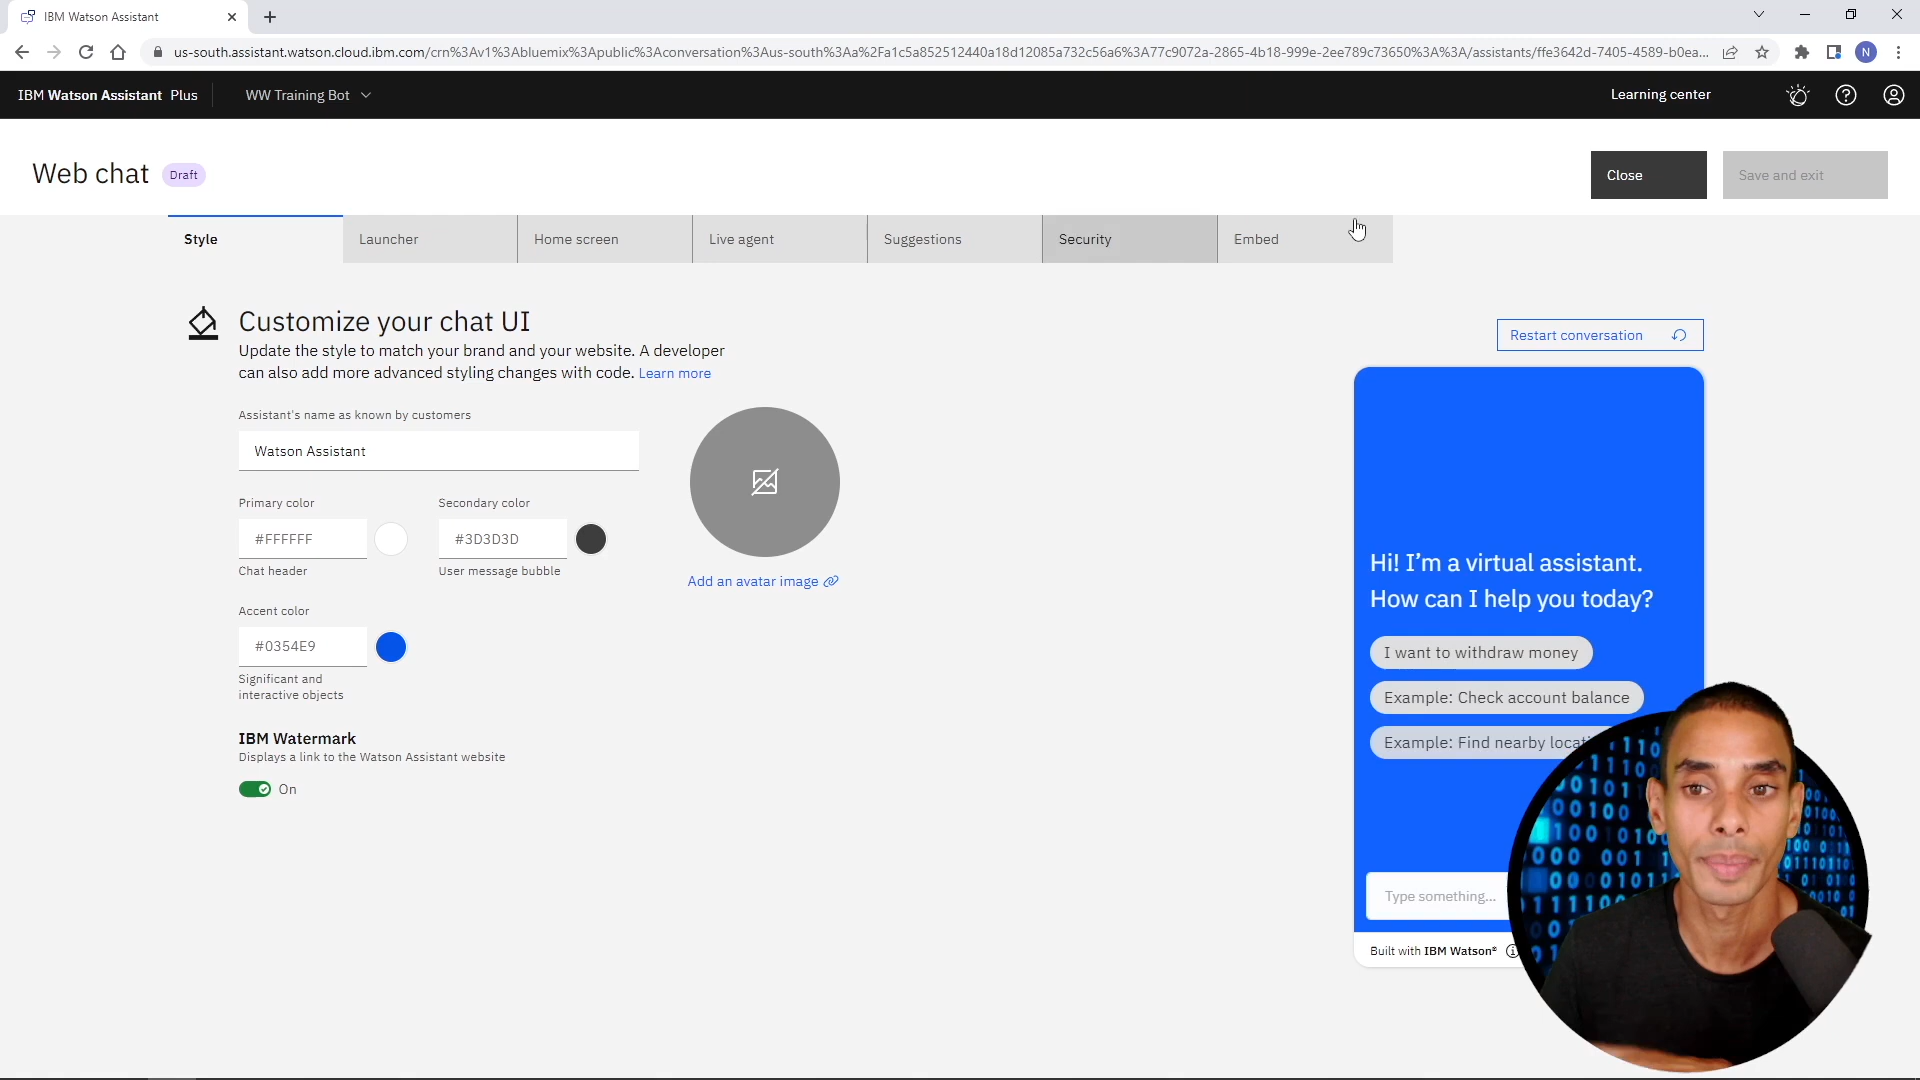 IBM Watson Assistant
us-south.assistant.watson.cloud.ibm.com/crn%3Av1%3Abluemix%3Apublic%3Aconversation%3Aus-south%3Aa%2Fa1c5a852512440a18d12085a732c56a6%3A77c9072a-2865-4b18-999e-2ee789c73650%3A%3A/assistants/ffe3642d-7405-4589-b0ea...
N
IBM Watson Assistant Plus
WW Training Bot
Learning center
Web chat
Draft
Close
Save and exit
Style
Launcher
Home screen
Live agent
Suggestions
Security
Embed
Customize your chat UI
Update the style to match your brand and your website. A developer
can also add more advanced styling changes with code. Learn more
Assistant's name as known by customers
Watson Assistant
Primary color
#FFFFFF
Chat header
Secondary color
#3D3D3D
User message bubble
Add an avatar image
Accent color
#0354E9
Significant and
interactive objects
IBM Watermark
Displays a link to the Watson Assistant website
On
Restart conversation
Hi! I'm a virtual assistant.
How can I help you today?
I want to withdraw money
Example: Check account balance
Example: Find nearby
Type something...
Built with IBM Watson®